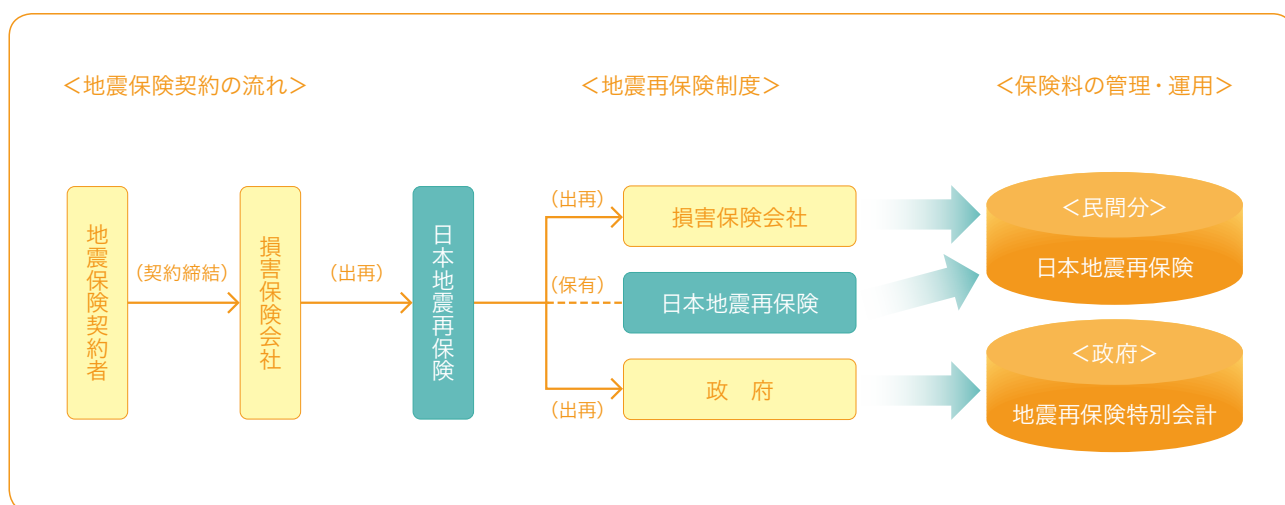 ＜地震保険契約の流れ＞
＜地震再保険制度＞
＜保険料の管理・運用＞
地震保険契約者
（契約締結）
損害保険会社
（出再）
日本地震再保険
（出再）
損害保険会社
（保有）
日本地震再保険
（出再）
政　府
＜民間分＞
日本地震再保険
＜政府＞
地震再保険特別会計